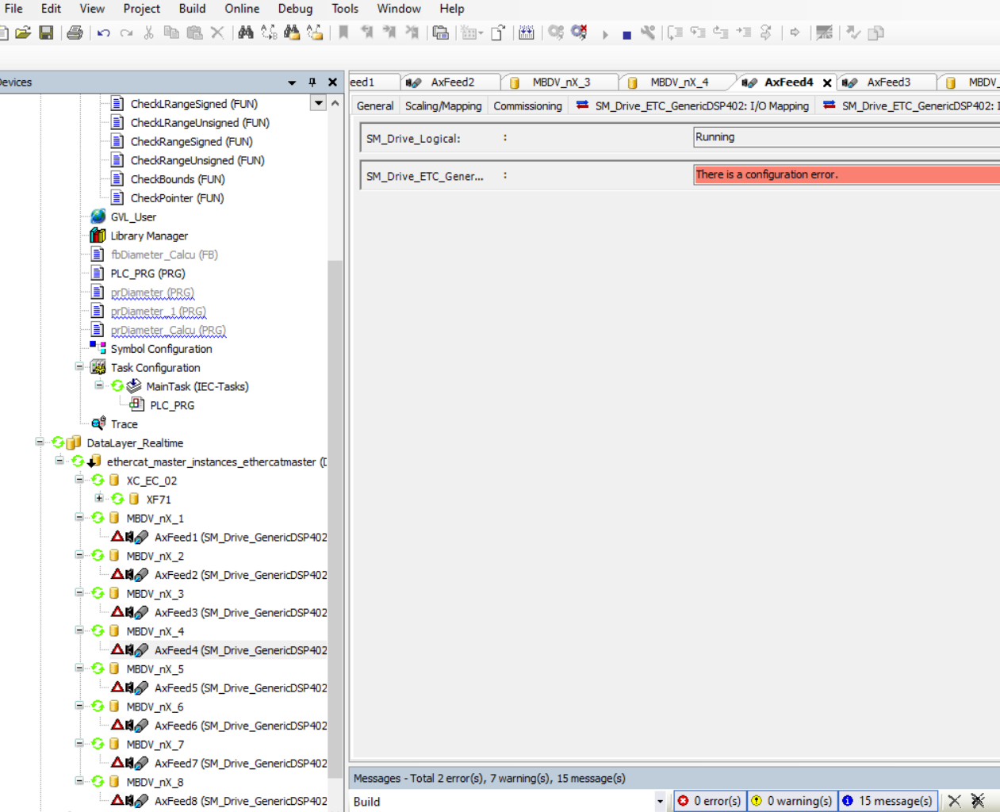 File Edit View Project Build Online Debug Tools Window Help
Devices
CheckLRangeSigned (FUN)
CheckLRangeUnsigned (FUN)
CheckRangeSigned (FUN)
CheckRangeUnsigned (FUN)
CheckBounds (FUN)
CheckPointer (FUN)
GVL_User
Library Manager
fbDiameter_Calcu (FB)
PLC_PRG (PRG)
prDiameter (PRG)
prDiameter_1 (PRG)
prDiameter_Calcu (PRG)
Symbol Configuration
Task Configuration
MainTask (IEC-Tasks)
PLC_PRG
Trace
DataLayer_Realtime
ethercat_master_instances_ethercatmaster (D
XC_EC_02
XF71
MBDV_nX_1
AxFeed1 (SM_Drive_GenericDSP402
MBDV_nX_2
AxFeed2 (SM_Drive_GenericDSP402
MBDV_nX_3
AxFeed3 (SM_Drive_GenericDSP402
MBDV_nX_4
AxFeed4 (SM_Drive_GenericDSP402
MBDV_nX_5
AxFeed5 (SM_Drive_GenericDSP402
MBDV_nX_6
AxFeed6 (SM_Drive_GenericDSP402
MBDV_nX_7
AxFeed7 (SM_Drive_GenericDSP402
MBDV_nX_8
AxFeed8 (SM_Drive_GenericDSP402
eed1 AxFeed2 MBDV_nX_3 MBDV_nX_4 AxFeed4 AxFeed3 MBDV_
General Scaling/Mapping Commissioning SM_Drive_ETC_GenericDSP402: I/O Mapping SM_Drive_ETC_GenericDSP402: I
SM_Drive_Logical: : Running
SM_Drive_ETC_Gener... : There is a configuration error.
Messages - Total 2 error(s), 7 warning(s), 15 message(s)
Build 0 error(s) 0 warning(s) 15 message(s)